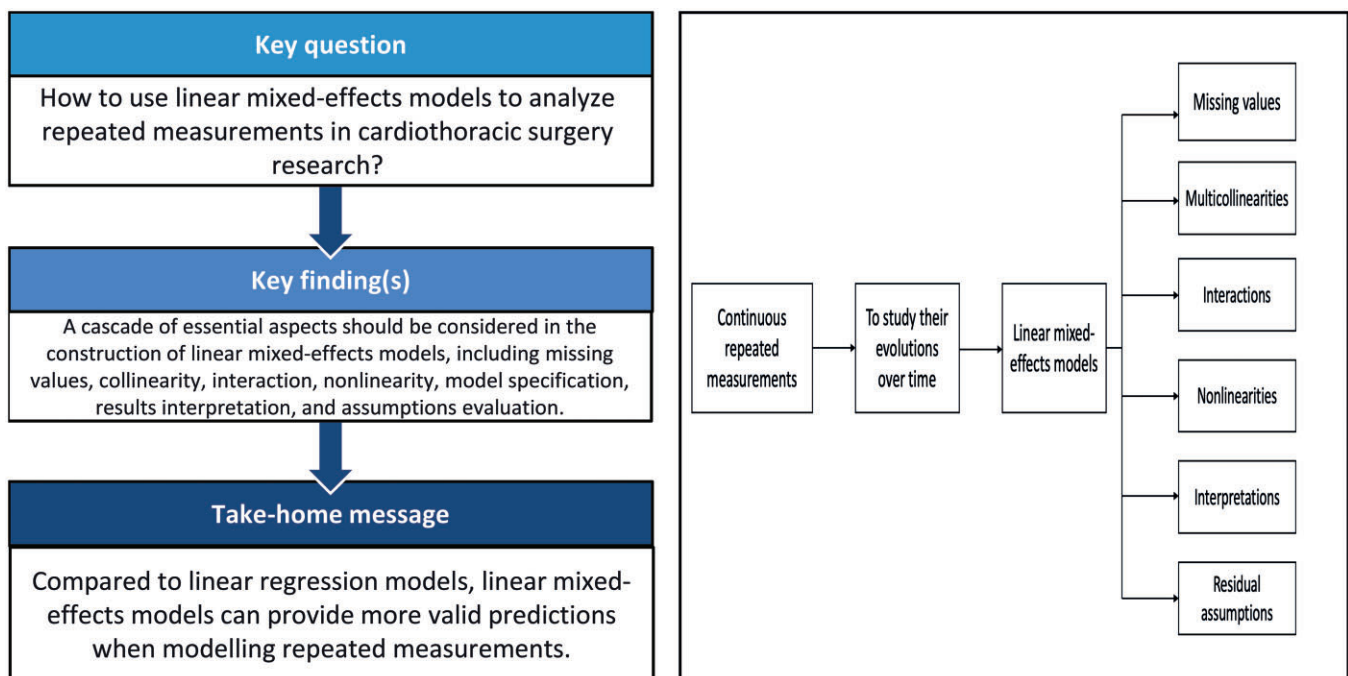 Key question
How to use linear mixed-effects models to analyze
repeated measurements in cardiothoracic surgery
research?
Key finding(s)
A cascade of essential aspects should be considered in the
construction of linear mixed-effects models, including missing
values, collinearity, interaction, nonlinearity, model specification,
results interpretation, and assumptions evaluation.
Take-home message
Compared to linear regression models, linear mixed-
effects models can provide more valid predictions
when modelling repeated measurements.
Continuous
repeated
measurements
To study their
evolutions
over time
Linear mixed-
effects models
Missing values
Multicollinearities
Interactions
Nonlinearities
Interpretations
Residual
assumptions